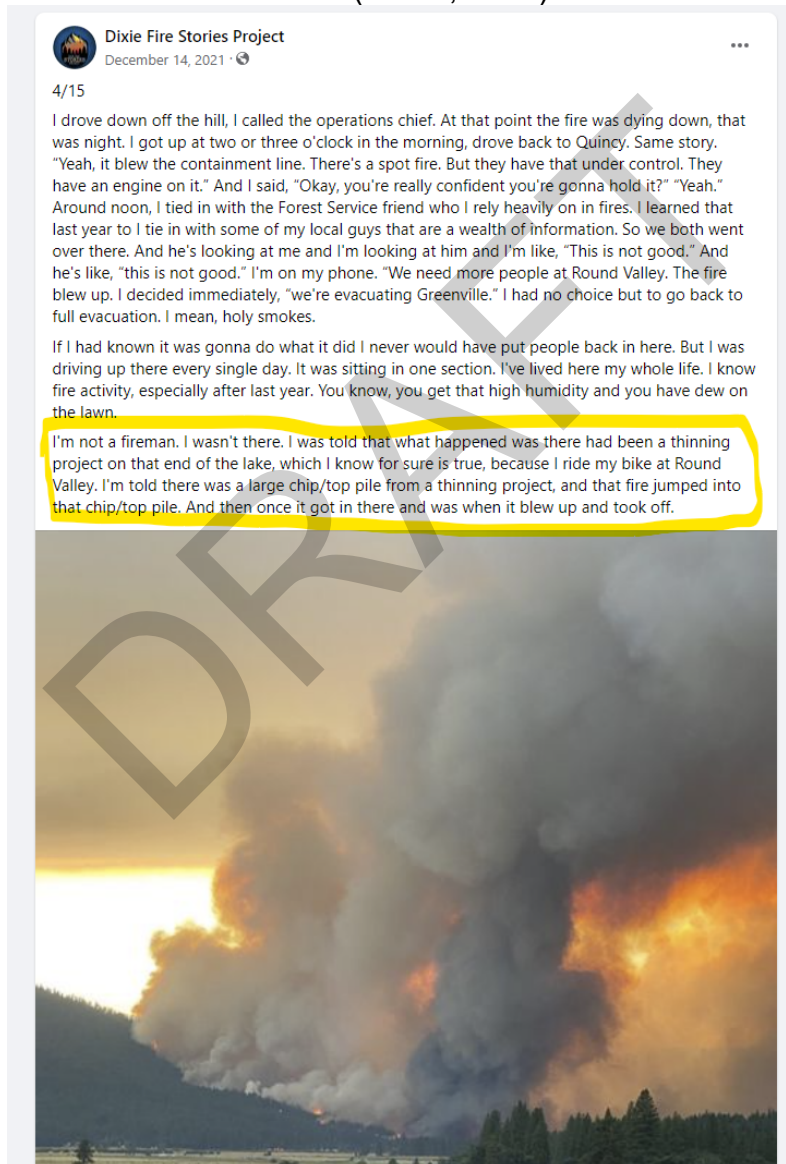 Dixie Fire Stories Project
December 14, 2021 ·
4/15
I drove down off the hill, I called the operations chief. At that point the fire was dying down, that
was night. I got up at two or three o'clock in the morning, drove back to Quincy. Same story.
"Yeah, it blew the containment line. There's a spot fire. But they have that under control. They
have an engine on it." And I said, "Okay, you're really confident you're gonna hold it?" "Yeah."
Around noon, I tied in with the Forest Service friend who I rely heavily on in fires. I learned that
last year to I tie in with some of my local guys that are a wealth of information. So we both went
over there. And he's looking at me and I'm looking at him and I'm like, "This is not good." And
he's like, "this is not good." I'm on my phone. "We need more people at Round Valley. The fire
blew up. I decided immediately, "we're evacuating Greenville." I had no choice but to go back to
full evacuation. I mean, holy smokes.
If I had known it was gonna do what it did I never would have put people back in here. But I was
driving up there every single day. It was sitting in one section. I've lived here my whole life. I know
fire activity, especially after last year. You know, you get that high humidity and you have dew on
the lawn.
I'm not a fireman. I wasn't there. I was told that what happened was there had been a thinning
project on that end of the lake, which I know for sure is true, because I ride my bike at Round
Valley. I'm told there was a large chip/top pile from a thinning project, and that fire jumped into
that chip/top pile. And then once it got in there and was when it blew up and took off.
DRAFT